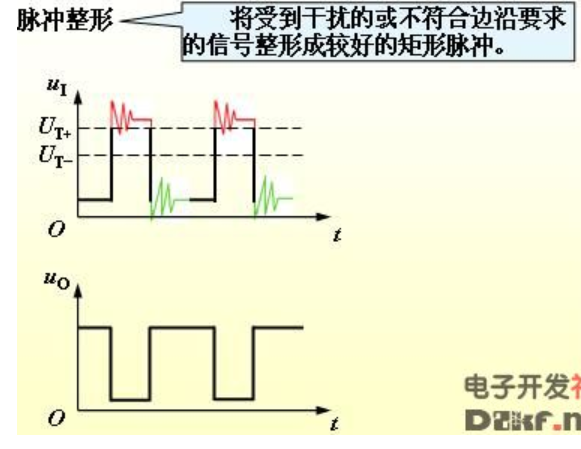 脉冲整形
将受到干扰的或不符合边沿要求
的信号整形成较好的矩形脉冲。
uI
UT+
UT−
O
t
uO
O
t
电子开发